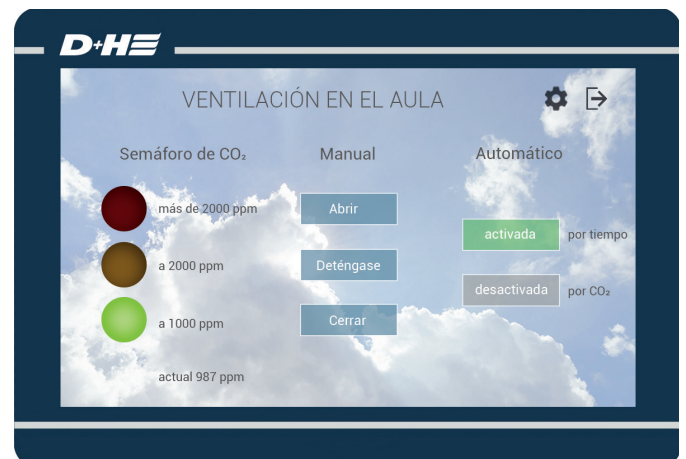 D+H
VENTILACIÓN EN EL AULA
Semáforo de CO₂
más de 2000 ppm
a 2000 ppm
a 1000 ppm
actual 987 ppm
Manual
Abrir
Deténgase
Cerrar
Automático
activada por tiempo
desactivada por CO₂